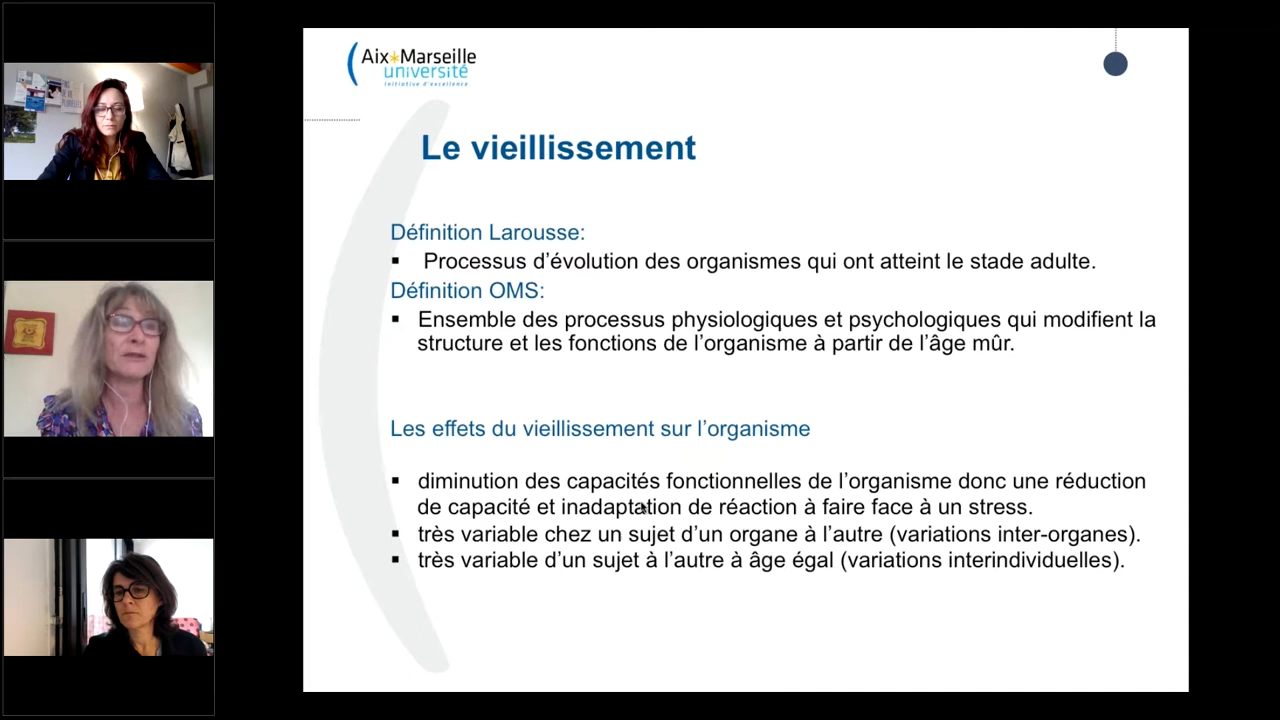 Aix*Marseille
université
Initiative d'excellence
Le vieillissement
Définition Larousse:
▪ Processus d’évolution des organismes qui ont atteint le stade adulte.
Définition OMS:
▪ Ensemble des processus physiologiques et psychologiques qui modifient la
structure et les fonctions de l’organisme à partir de l’âge mûr.
Les effets du vieillissement sur l’organisme
▪ diminution des capacités fonctionnelles de l’organisme donc une réduction
de capacité et inadaptation de réaction à faire face à un stress.
▪ très variable chez un sujet d’un organe à l’autre (variations inter-organes).
▪ très variable d’un sujet à l’autre à âge égal (variations interindividuelles).